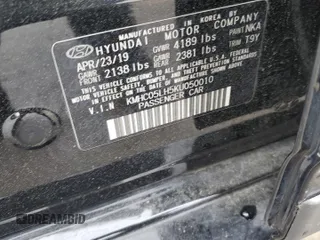 MANUFACTURED IN KOREA BY
HYUNDAI MOTOR COMPANY
APR/23/19 GVWR 4189 lbs PAINT NKA
GAWR FRONT 2138 lbs GAWR REAR 2381 lbs TRIM T9Y
THIS VEHICLE CONFORMS TO ALL APPLICABLE
U.S. FEDERAL MOTOR VEHICLE SAFETY, BUMPER,
AND THEFT PREVENTION STANDARDS IN EFFECT ON
THE DATE OF MANUFACTURE SHOWN ABOVE.
V.I.N KMHC05LH5KU050010
PASSENGER CAR
DREAMBID